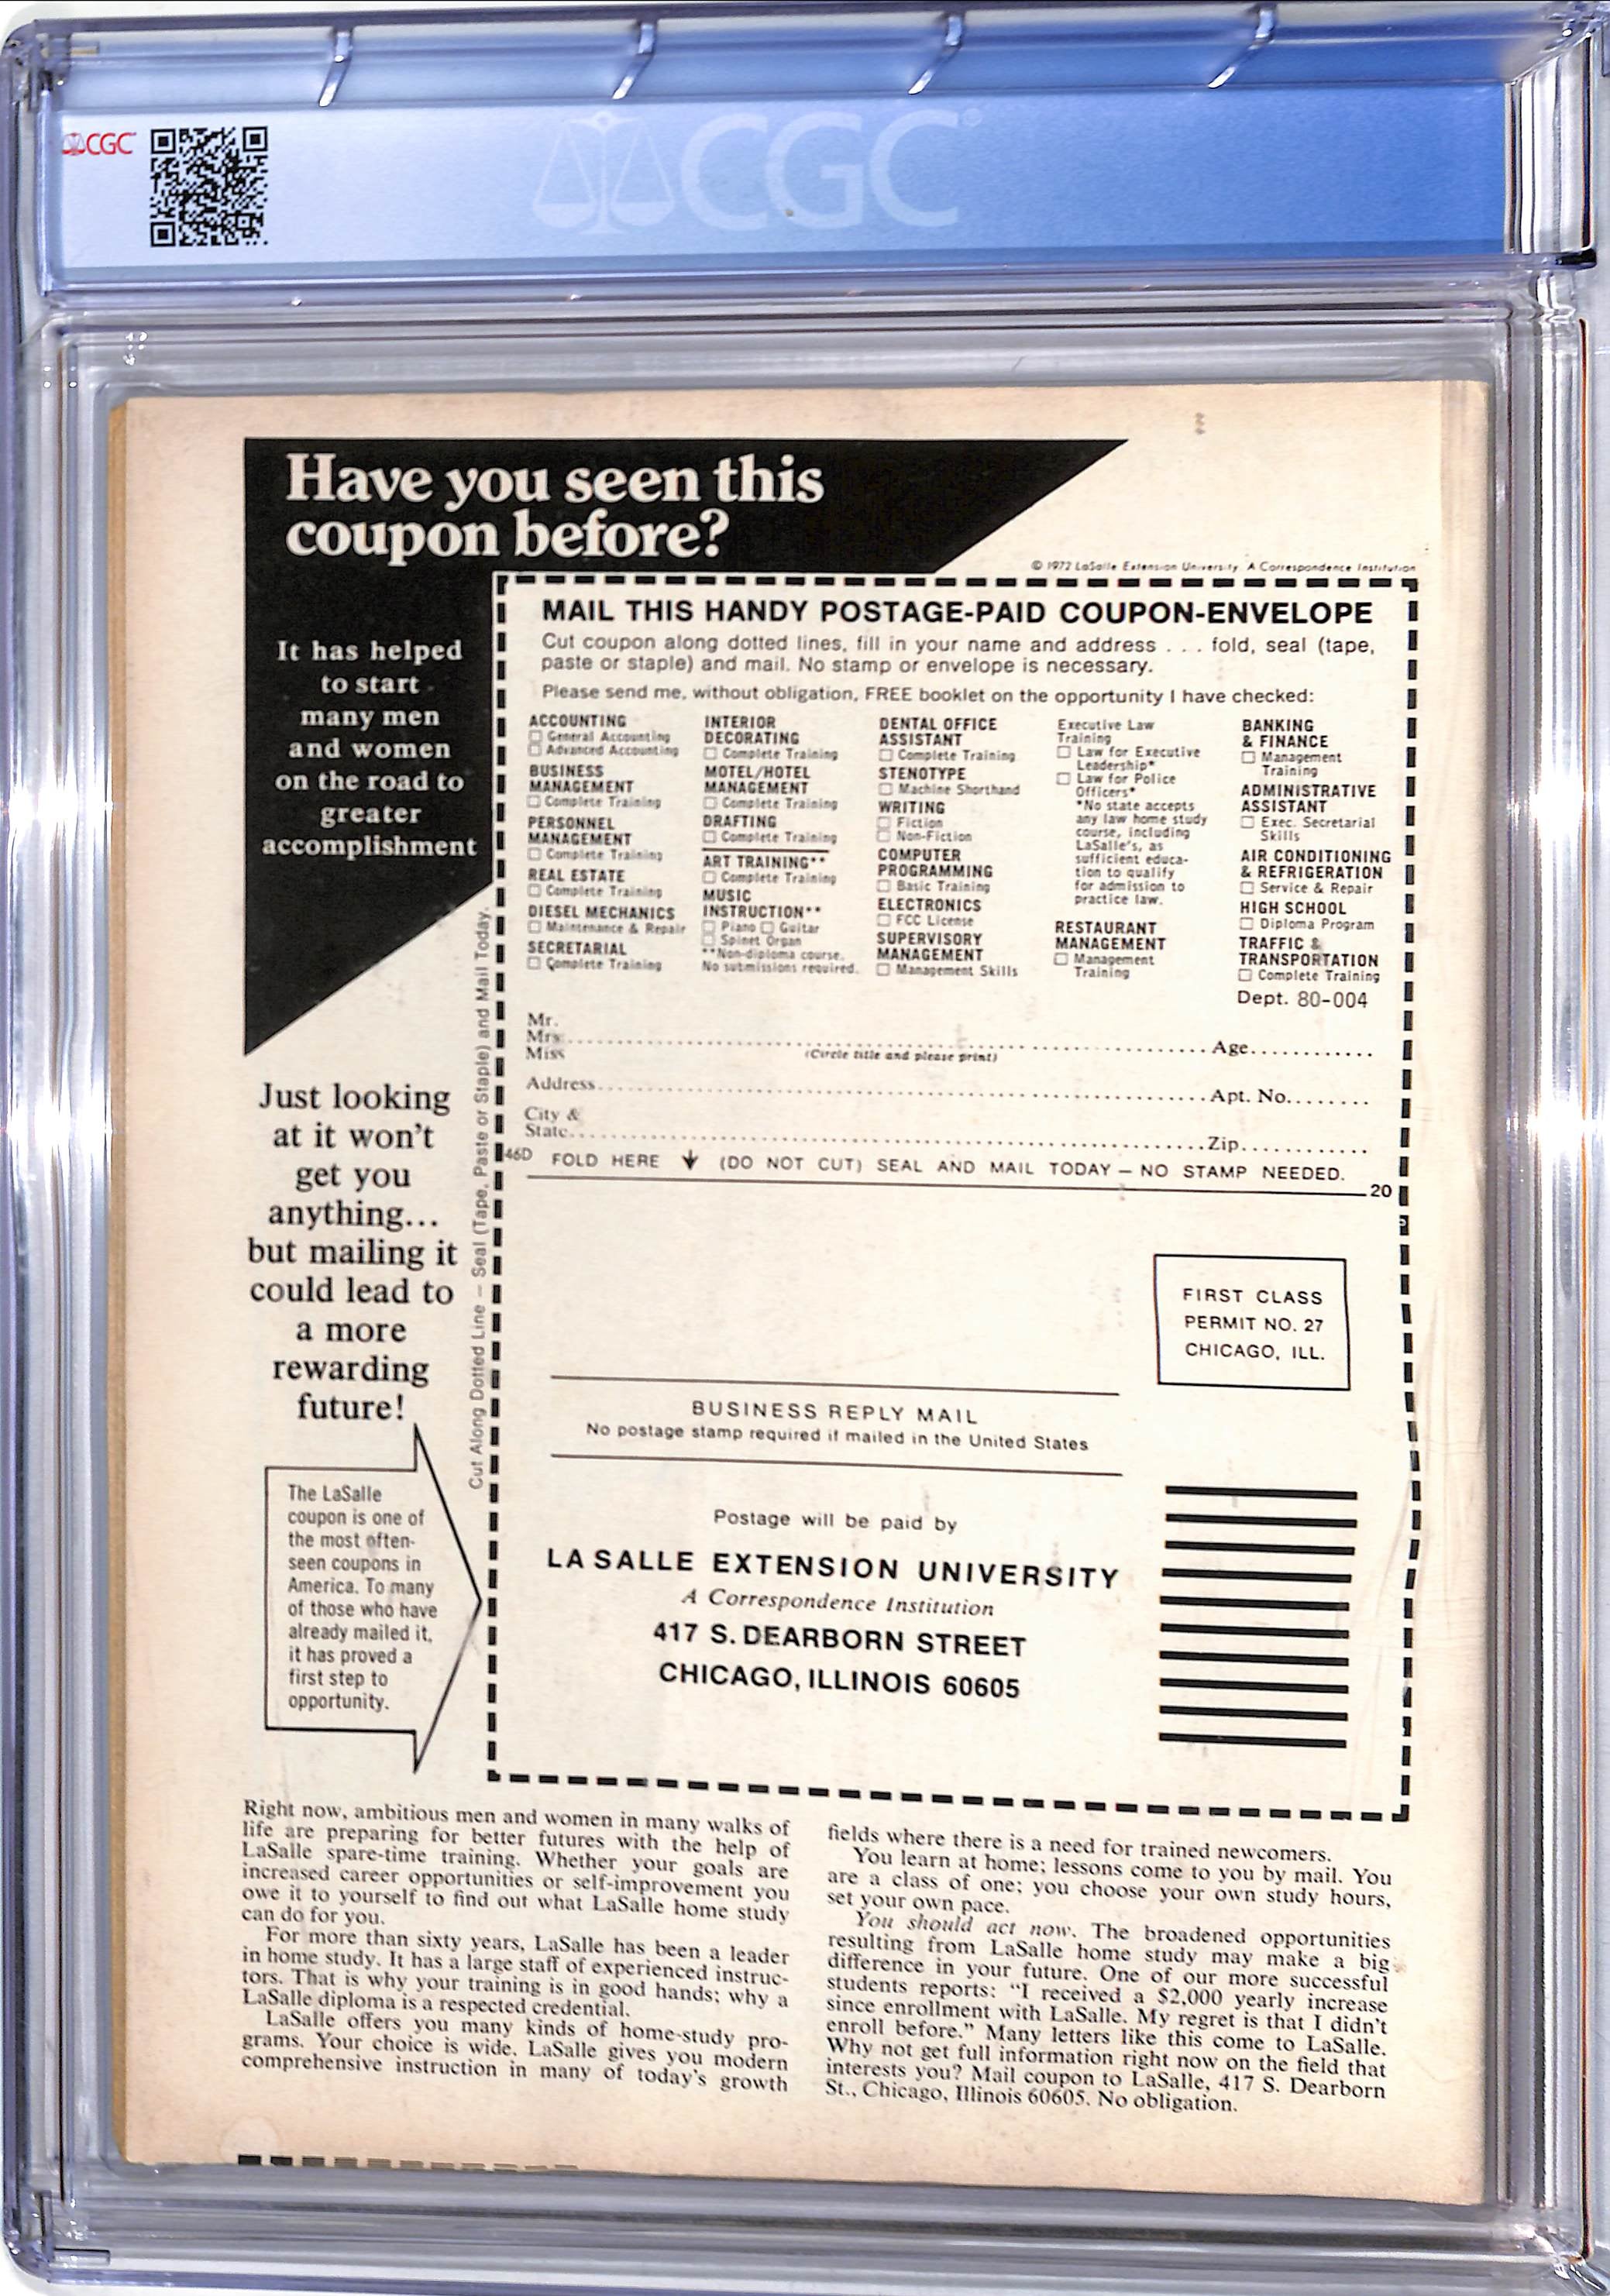 CGC
CGC
Have you seen this
coupon before?
It has helped
to start
many men
and women
on the road to
greater
accomplishment
© 1972 LaSalle Extension University A Correspondence Institution
MAIL THIS HANDY POSTAGE-PAID COUPON-ENVELOPE
Cut coupon along dotted lines, fill in your name and address . . . fold, seal (tape,
paste or staple) and mail. No stamp or envelope is necessary.
Please send me, without obligation, FREE booklet on the opportunity I have checked:
ACCOUNTING
□ General Accounting
□ Advanced Accounting
BUSINESS
MANAGEMENT
□ Complete Training
PERSONNEL
MANAGEMENT
□ Complete Training
REAL ESTATE
□ Complete Training
DIESEL MECHANICS
□ Maintenance & Repair
SECRETARIAL
□ Complete Training
INTERIOR
DECORATING
□ Complete Training
MOTEL/HOTEL
MANAGEMENT
□ Complete Training
DRAFTING
□ Complete Training
ART TRAINING**
□ Complete Training
MUSIC
INSTRUCTION**
□ Piano □ Guitar
□ Spinet Organ
**Non-diploma course.
No submissions required.
DENTAL OFFICE
ASSISTANT
□ Complete Training
STENOTYPE
□ Machine Shorthand
WRITING
□ Fiction
□ Non-Fiction
COMPUTER
PROGRAMMING
□ Basic Training
ELECTRONICS
□ FCC License
SUPERVISORY
MANAGEMENT
□ Management Skills
Executive Law
Training
□ Law for Executive
Leadership*
□ Law for Police
Officers*
*No state accepts
any law home study
course, including
LaSalle's, as
sufficient educa-
tion to qualify
for admission to
practice law.
RESTAURANT
MANAGEMENT
□ Management
Training
BANKING
& FINANCE
□ Management
Training
ADMINISTRATIVE
ASSISTANT
□ Exec. Secretarial
Skills
AIR CONDITIONING
& REFRIGERATION
□ Service & Repair
HIGH SCHOOL
□ Diploma Program
TRAFFIC &
TRANSPORTATION
□ Complete Training
Dept. 80-004
Mr.
Mrs. Age
Miss (Circle title and please print)
Address Apt. No.
City &
State Zip
46D FOLD HERE ↓ (DO NOT CUT) SEAL AND MAIL TODAY — NO STAMP NEEDED.
20
Cut Along Dotted Line — Seal (Tape, Paste or Staple) and Mail Today.
Just looking
at it won't
get you
anything...
but mailing it
could lead to
a more
rewarding
future!
The LaSalle
coupon is one of
the most often-
seen coupons in
America. To many
of those who have
already mailed it,
it has proved a
first step to
opportunity.
FIRST CLASS
PERMIT NO. 27
CHICAGO, ILL.
BUSINESS REPLY MAIL
No postage stamp required if mailed in the United States
Postage will be paid by
LA SALLE EXTENSION UNIVERSITY
A Correspondence Institution
417 S. DEARBORN STREET
CHICAGO, ILLINOIS 60605
Right now, ambitious men and women in many walks of
life are preparing for better futures with the help of
LaSalle spare-time training. Whether your goals are
increased career opportunities or self-improvement you
owe it to yourself to find out what LaSalle home study
can do for you.
For more than sixty years, LaSalle has been a leader
in home study. It has a large staff of experienced instruc-
tors. That is why your training is in good hands; why a
LaSalle diploma is a respected credential.
LaSalle offers you many kinds of home-study pro-
grams. Your choice is wide. LaSalle gives you modern
comprehensive instruction in many of today's growth
fields where there is a need for trained newcomers.
You learn at home; lessons come to you by mail. You
are a class of one; you choose your own study hours,
set your own pace.
You should act now. The broadened opportunities
resulting from LaSalle home study may make a big
difference in your future. One of our more successful
students reports: "I received a $2,000 yearly increase
since enrollment with LaSalle. My regret is that I didn't
enroll before." Many letters like this come to LaSalle.
Why not get full information right now on the field that
interests you? Mail coupon to LaSalle, 417 S. Dearborn
St., Chicago, Illinois 60605. No obligation.